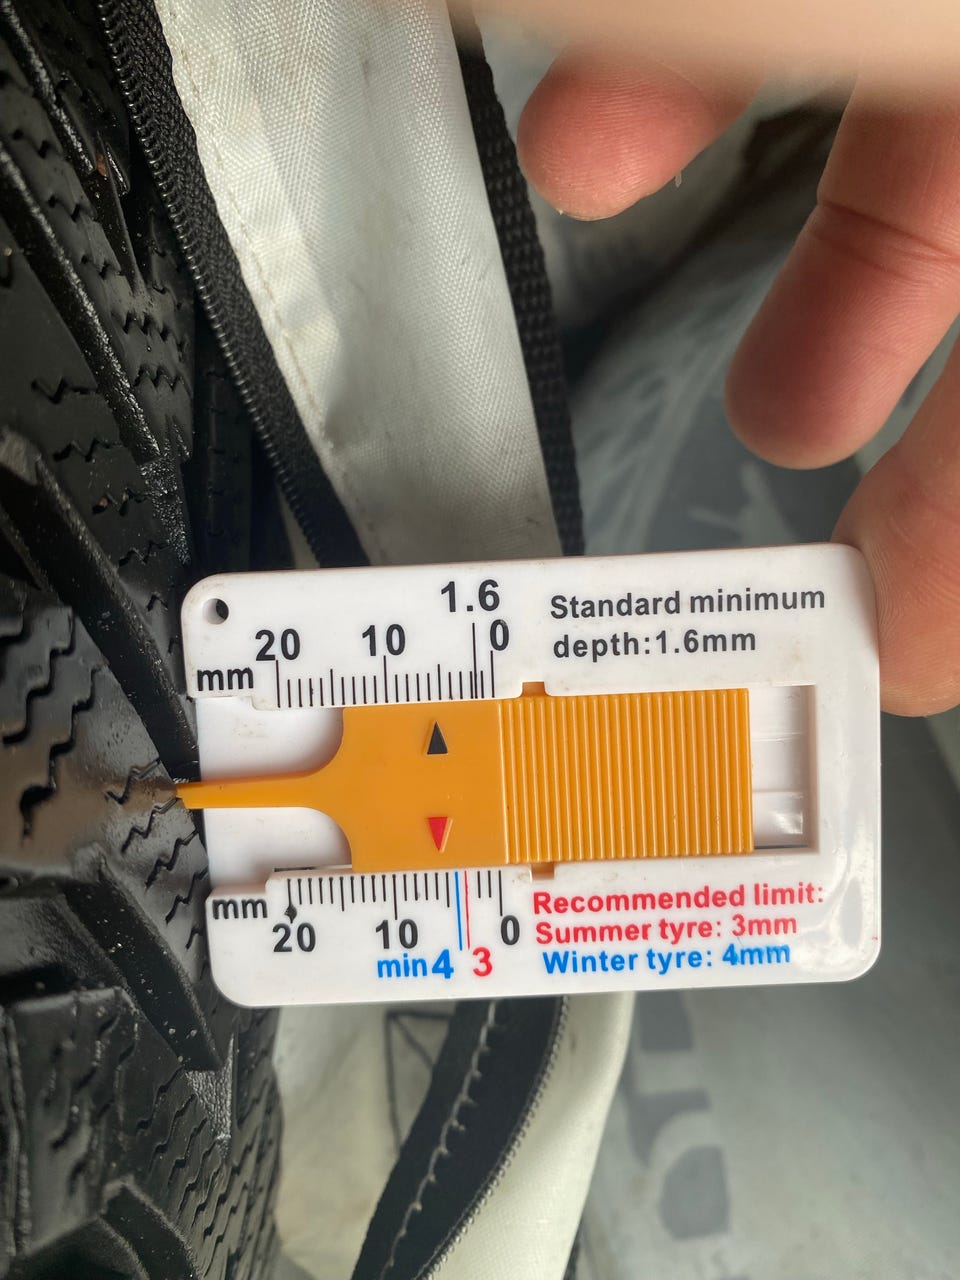 1.6
20 10 0
mm
Standard minimum
depth:1.6mm
mm
20 10 0
min4 3
Recommended limit:
Summer tyre: 3mm
Winter tyre: 4mm